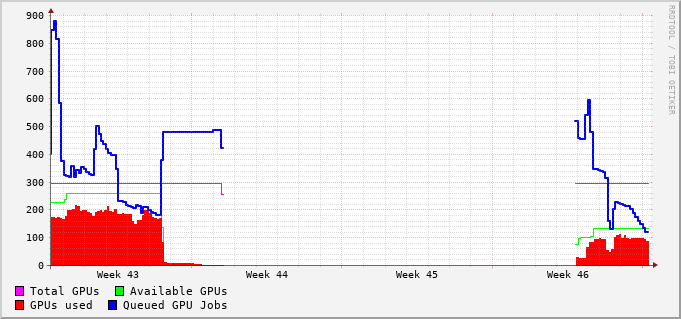 900
800
700
600
500
400
300
200
100
0
Week 43 Week 44 Week 45 Week 46
Total GPUs Available GPUs
GPUs used Queued GPU Jobs
RRDTOOL / TOBI OETIKER